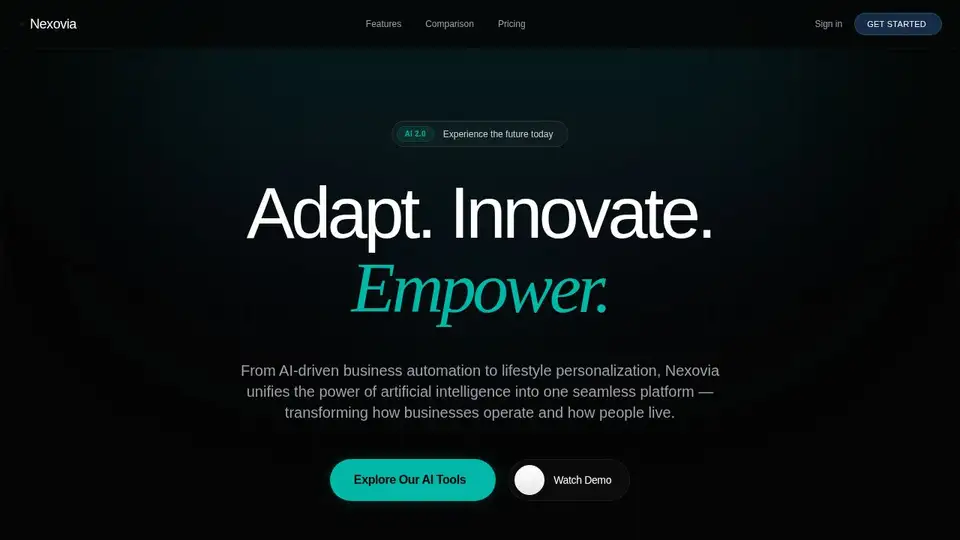 Nexovia
Features
Comparison
Pricing
Sign in
GET STARTED
AI 2.0
Experience the future today
Adapt. Innovate.
Empower.
From AI-driven business automation to lifestyle personalization, Nexovia
unifies the power of artificial intelligence into one seamless platform —
transforming how businesses operate and how people live.
Explore Our AI Tools
Watch Demo